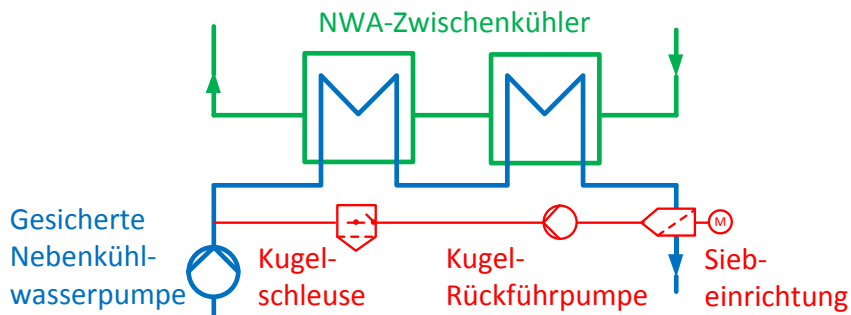 NWA-Zwischenkühler
Gesicherte
Nebenkühl-
wasserpumpe
Kugel-
schleuse
Kugel-
Rückführpumpe
M
Sieb-
einrichtung